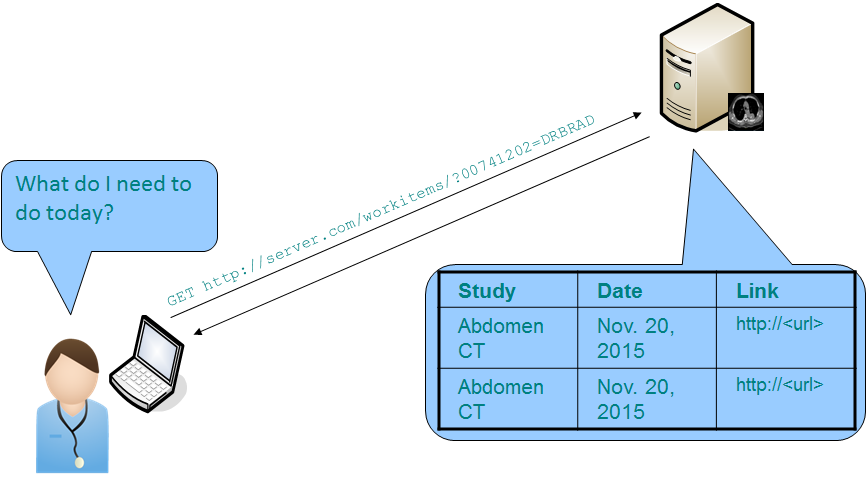 What do I need to
do today?
GET http://server.com/workitems/?00741202=DRBRAD
Study Date Link
Abdomen CT Nov. 20, 2015 http://<url>
Abdomen CT Nov. 20, 2015 http://<url>